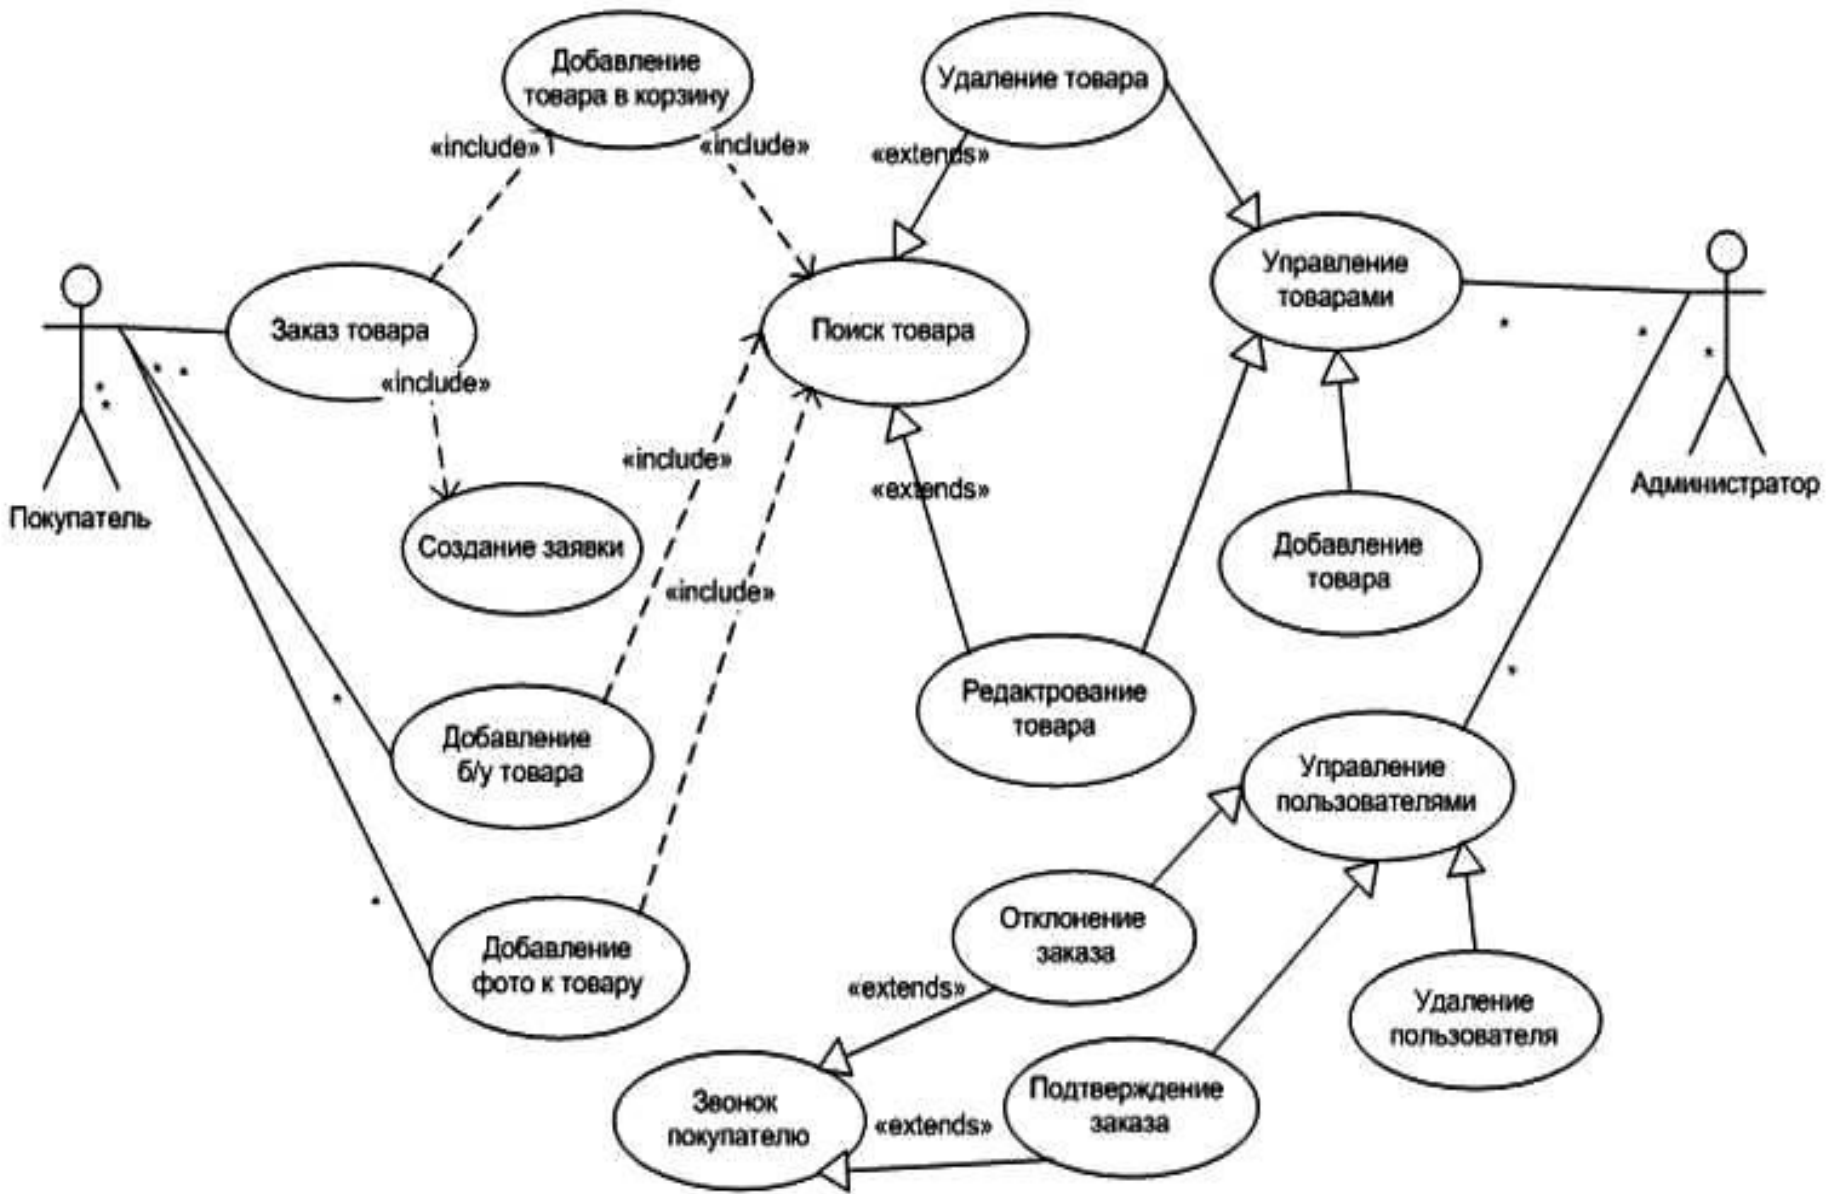 Добавление
товара в корзину
Удаление товара
«include» 1
«include»
«extends»
Управление
товарами
Заказ товара
Поиск товара
*
*
*
*
*
*
*
«include»
«include»
«extends»
Администратор
Покупатель
Создание заявки
Добавление
товара
«include»
*
*
Редактрование
товара
Добавление
б/у товара
Управление
пользователями
*
Отклонение
заказа
Добавление
фото к товару
«extends»
Удаление
пользователя
Звонок
покупателю
«extends»
Подтверждение
заказа